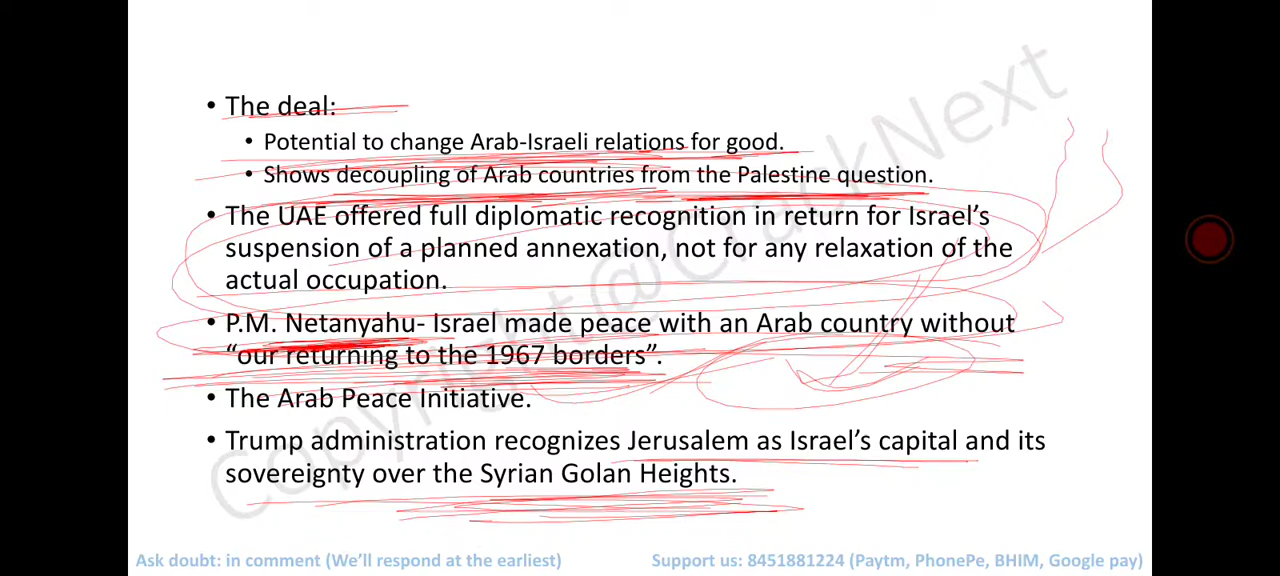 • The deal:
• Potential to change Arab-Israeli relations for good.
• Shows decoupling of Arab countries from the Palestine question.
• The UAE offered full diplomatic recognition in return for Israel’s
suspension of a planned annexation, not for any relaxation of the
actual occupation.
• P.M. Netanyahu- Israel made peace with an Arab country without
“our returning to the 1967 borders”.
• The Arab Peace Initiative.
• Trump administration recognizes Jerusalem as Israel’s capital and its
sovereignty over the Syrian Golan Heights.
Copyright@CrackNext
Ask doubt: in comment (We’ll respond at the earliest)
Support us: 8451881224 (Paytm, PhonePe, BHIM, Google pay)